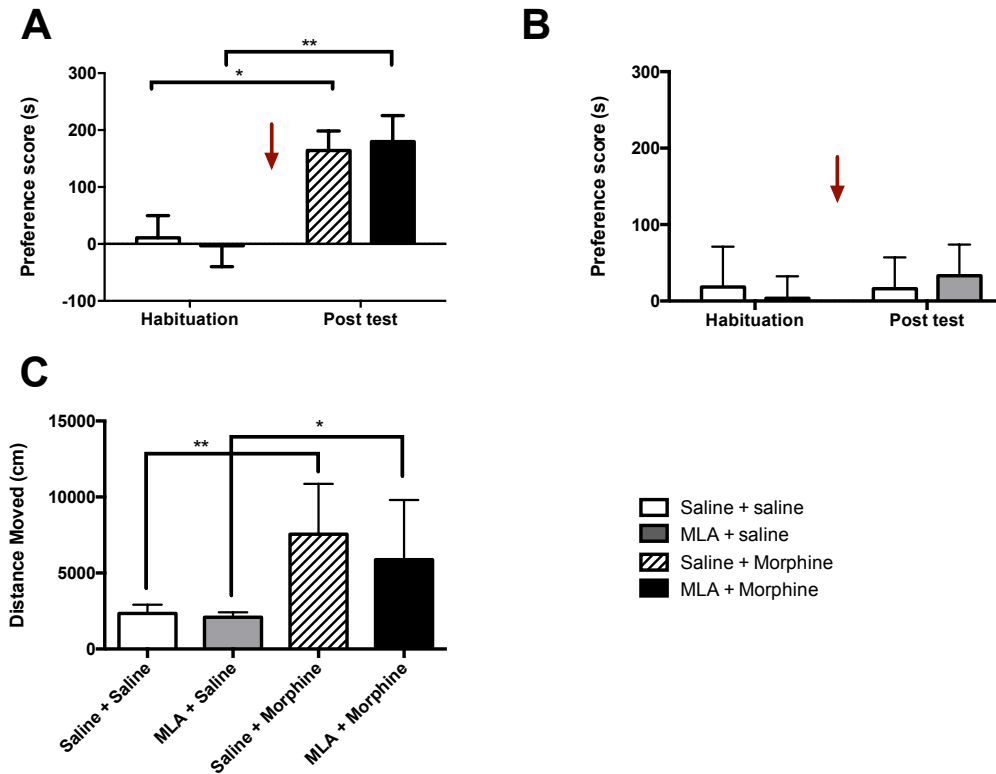 A
**
*
300
200
100
0
-100
Preference score (s)
Habituation
Post test
B
300
200
100
0
Preference score (s)
Habituation
Post test
C
**
*
15000
10000
5000
0
Distance Moved (cm)
Saline + Saline
MLA + Saline
Saline + Morphine
MLA + Morphine
Saline + saline
MLA + saline
Saline + Morphine
MLA + Morphine